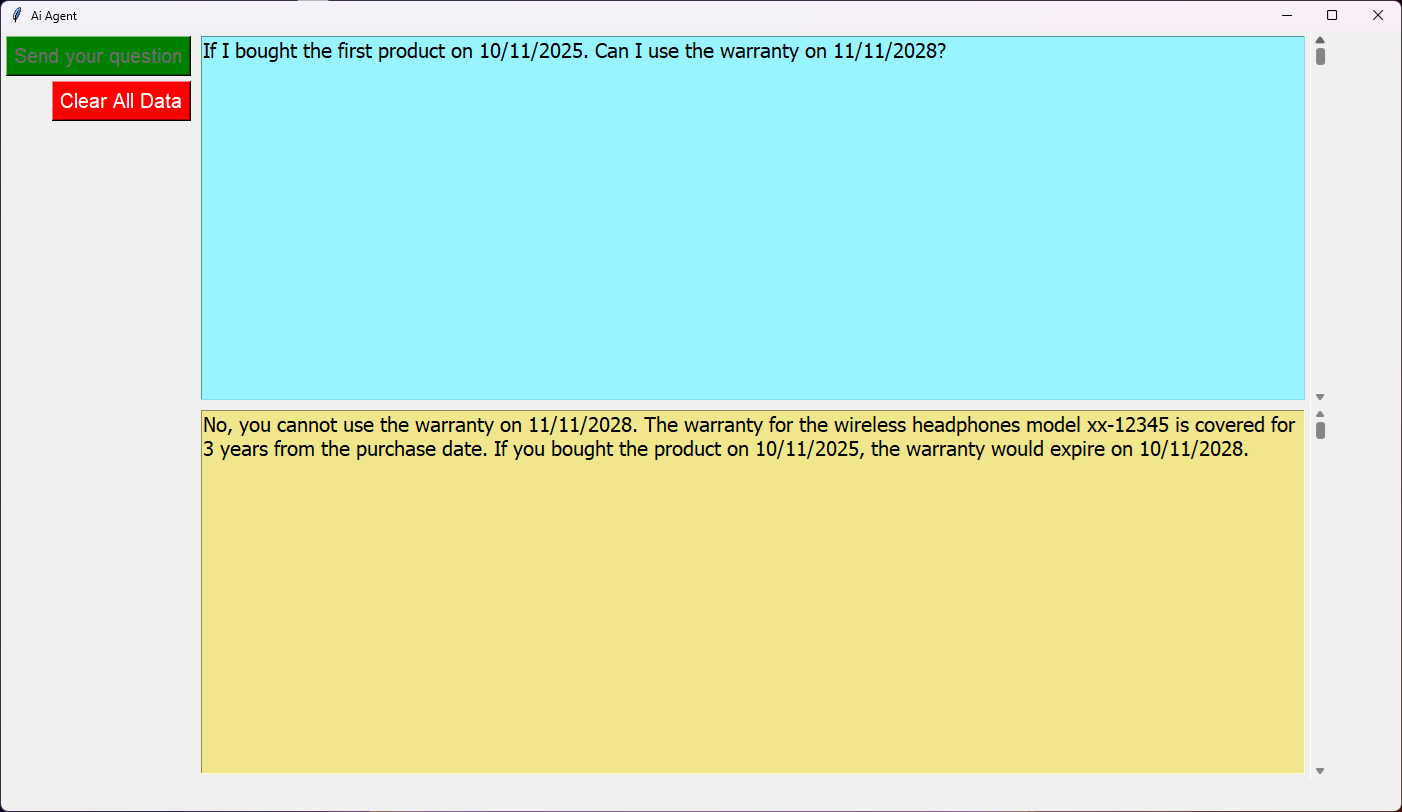 Ai Agent
Send your question
Clear All Data
If I bought the first product on 10/11/2025. Can I use the warranty on 11/11/2028?
No, you cannot use the warranty on 11/11/2028. The warranty for the wireless headphones model xx-12345 is covered for
3 years from the purchase date. If you bought the product on 10/11/2025, the warranty would expire on 10/11/2028.